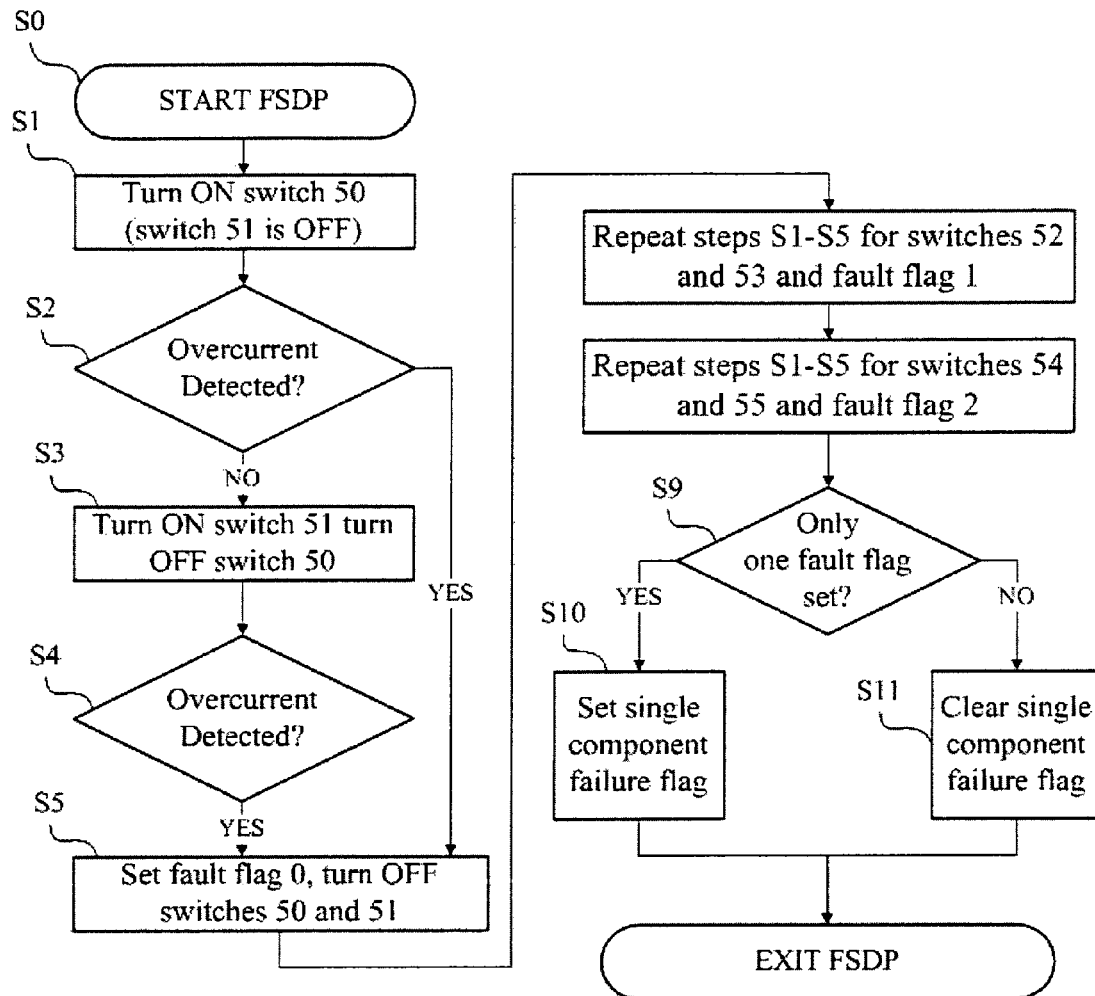 S0
START FSDP
S1
Turn ON switch 50
(switch 51 is OFF)
S2
Overcurrent
Detected?
NO
YES
S3
Turn ON switch 51 turn
OFF switch 50
S4
Overcurrent
Detected?
YES
S5
Set fault flag 0, turn OFF
switches 50 and 51
Repeat steps S1-S5 for switches 52
and 53 and fault flag 1
Repeat steps S1-S5 for switches 54
and 55 and fault flag 2
S9
Only
one fault flag
set?
YES
NO
S10
Set single
component
failure flag
S11
Clear single
component
failure flag
EXIT FSDP